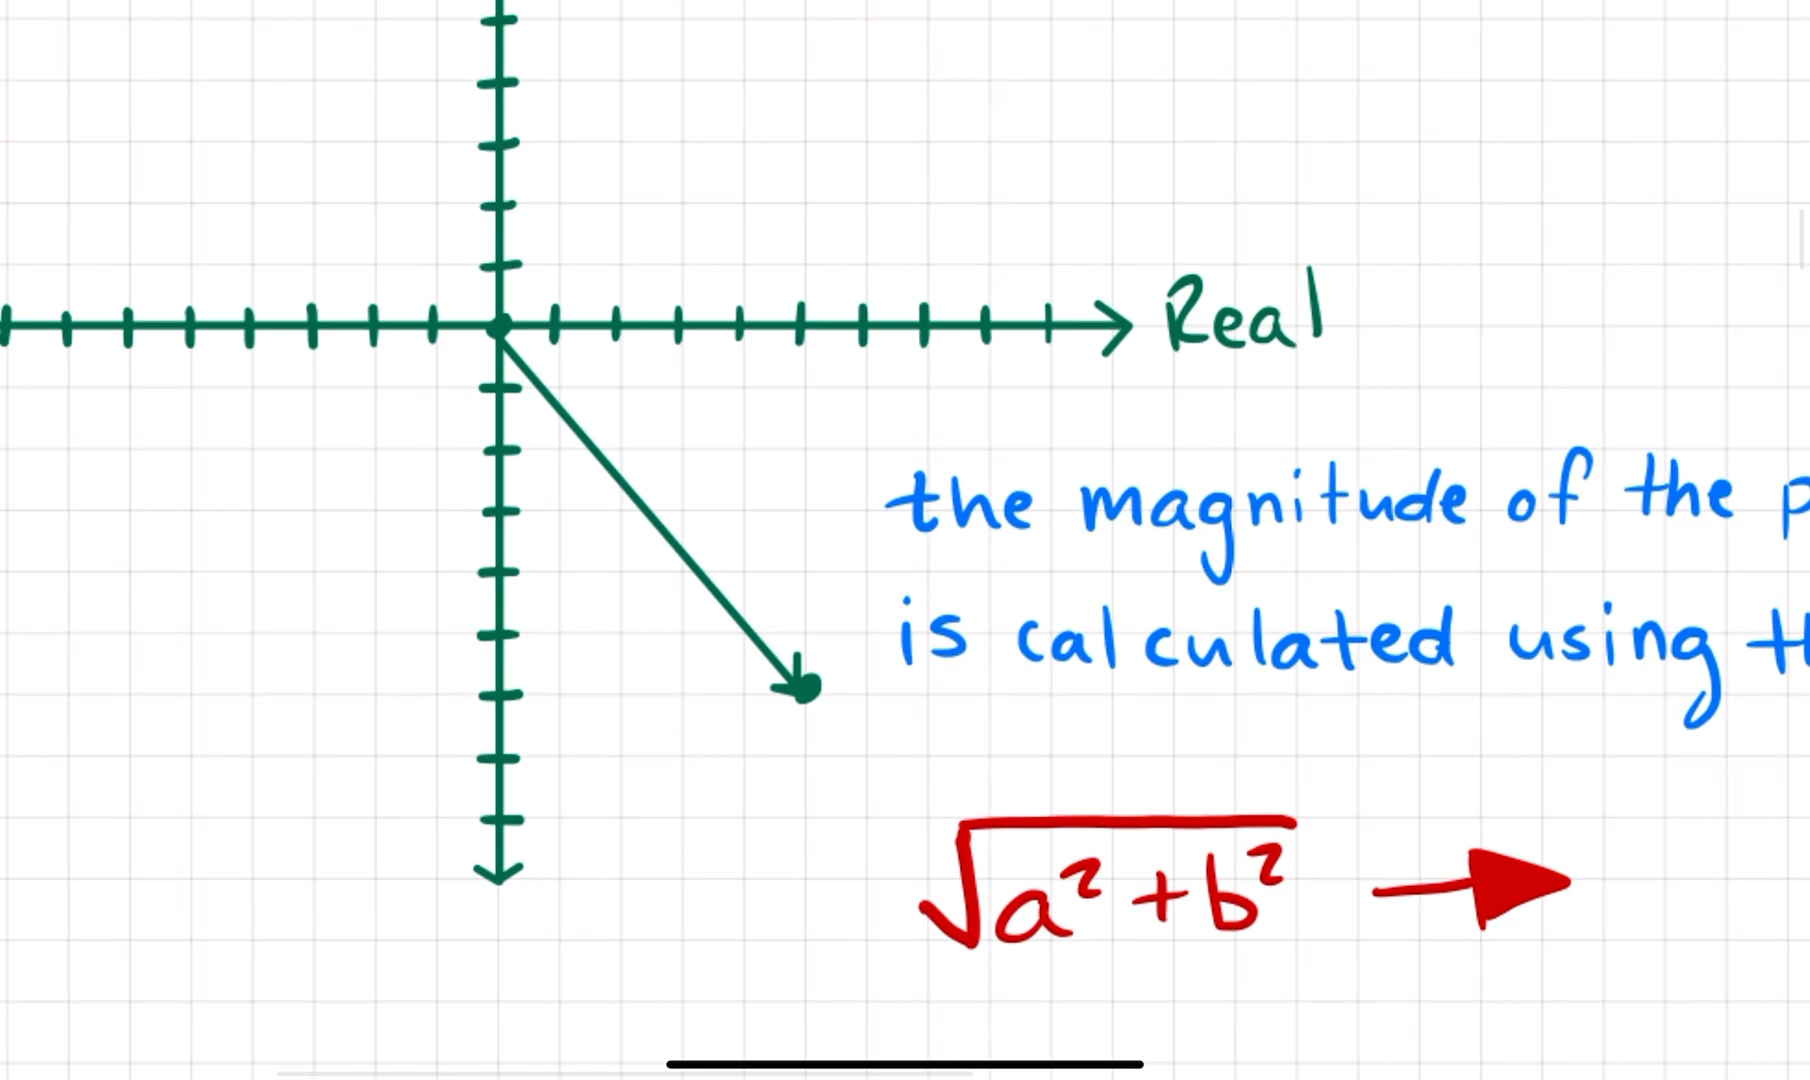 Real
the magnitude of the
is calculated using
√a²+b² →